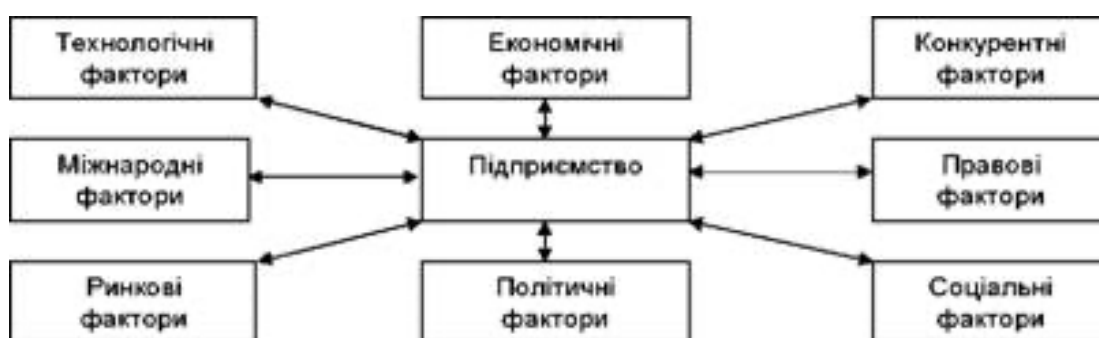 Технологічні
фактори
Економічні
фактори
Конкурентні
фактори
Міжнародні
фактори
Підприємство
Правові
фактори
Ринкові
фактори
Політичні
фактори
Соціальні
фактори